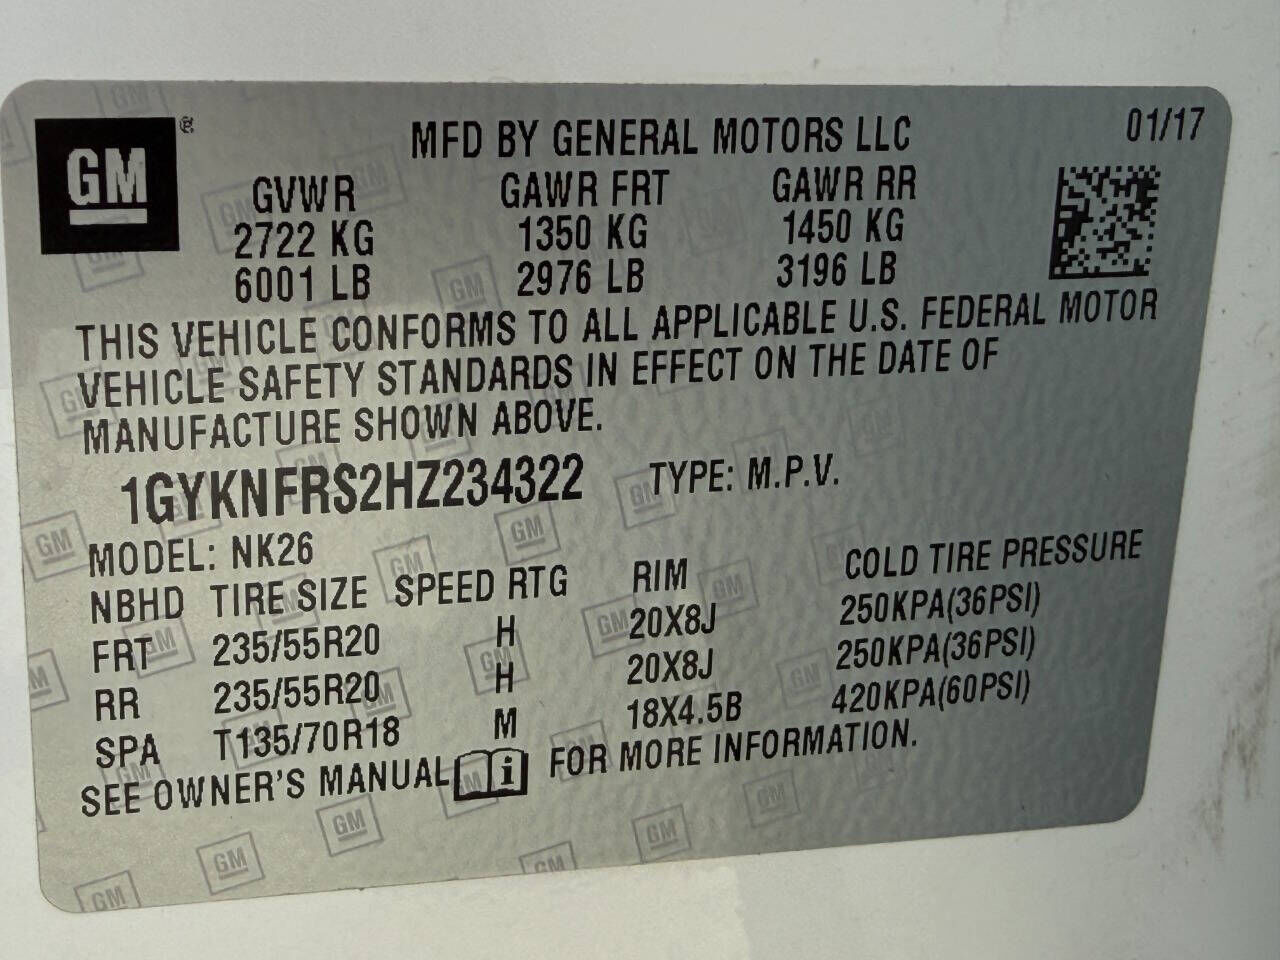 GM ®
MFD BY GENERAL MOTORS LLC 01/17
GVWR GAWR FRT GAWR RR
2722 KG 1350 KG 1450 KG
6001 LB 2976 LB 3196 LB
THIS VEHICLE CONFORMS TO ALL APPLICABLE U.S. FEDERAL MOTOR
VEHICLE SAFETY STANDARDS IN EFFECT ON THE DATE OF
MANUFACTURE SHOWN ABOVE.
1GYKNFRS2HZ234322 TYPE: M.P.V.
MODEL: NK26
NBHD TIRE SIZE SPEED RTG RIM COLD TIRE PRESSURE
FRT 235/55R20 H 20X8J 250KPA(36PSI)
RR 235/55R20 H 20X8J 250KPA(36PSI)
SPA T135/70R18 M 18X4.5B 420KPA(60PSI)
SEE OWNER'S MANUAL i FOR MORE INFORMATION.